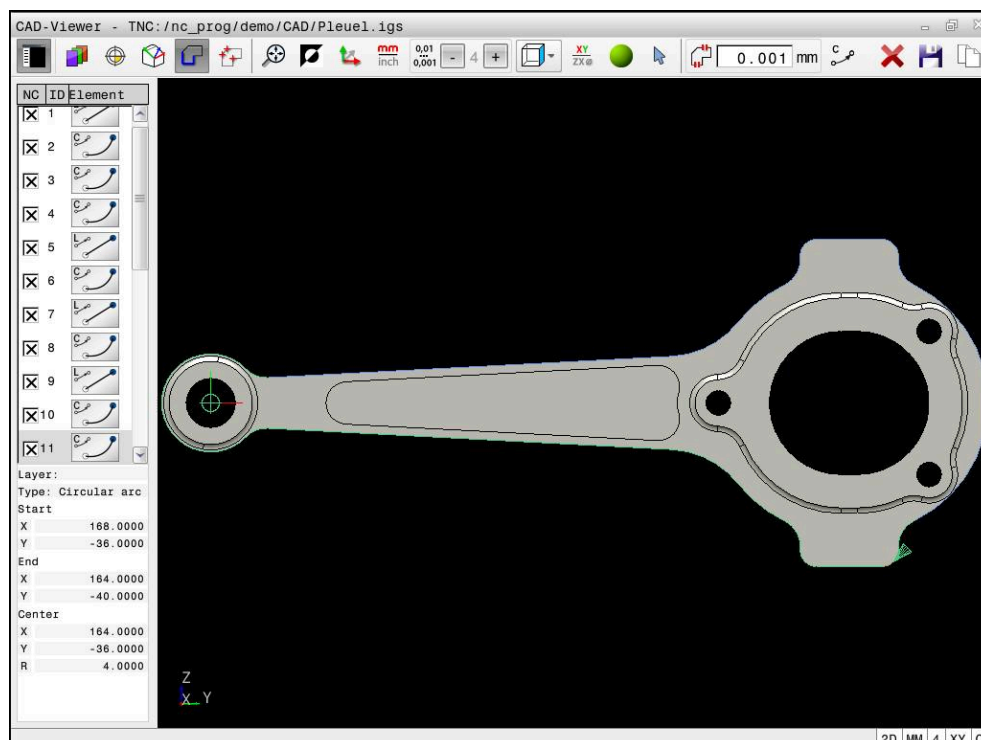 CAD-Viewer - TNC:/nc_prog/demo/CAD/Pleuel.igs
mm
inch
0,01
0,001
- 4 +
XY
ZX
0.001 mm
C
NC ID Element
1
2 C
3 C
4 C
5 L
6 C
7 L
8 C
9 L
10 C
11 C
Layer:
Type: Circular arc
Start
X 168.0000
Y -36.0000
End
X 164.0000
Y -40.0000
Center
X 164.0000
Y -36.0000
R 4.0000
Z
X Y
2D MM 4 XY